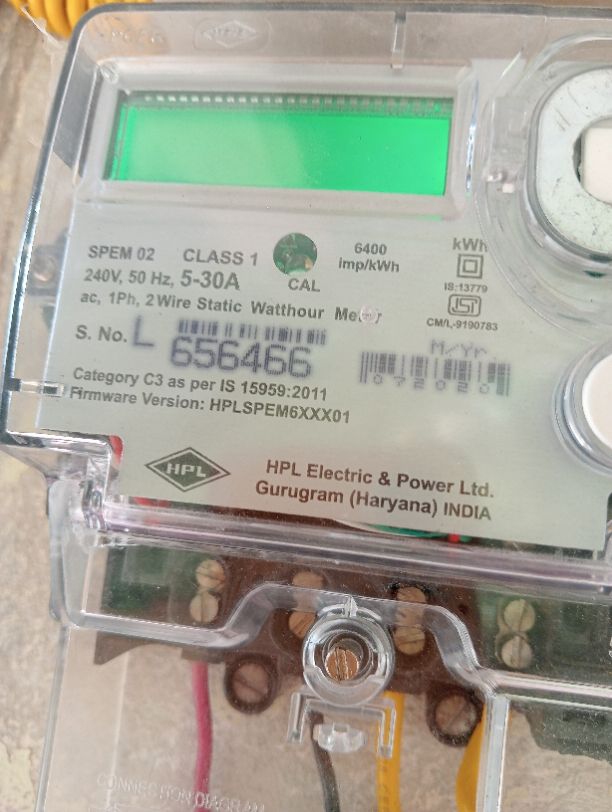 SPEM 02 CLASS 1 6400 kWh
240V, 50 Hz, 5-30A CAL imp/kWh
IS:13779
ac, 1Ph, 2 Wire Static Watthour
CM/L-9190783
S. No. L 656466 M/Yr.
072020
Category C3 as per IS 15959:2011
Firmware Version: HPLSPEM6XXX01
HPL
HPL Electric & Power Ltd.
Gurugram (Haryana) INDIA
CONNECTION DIAGRAM